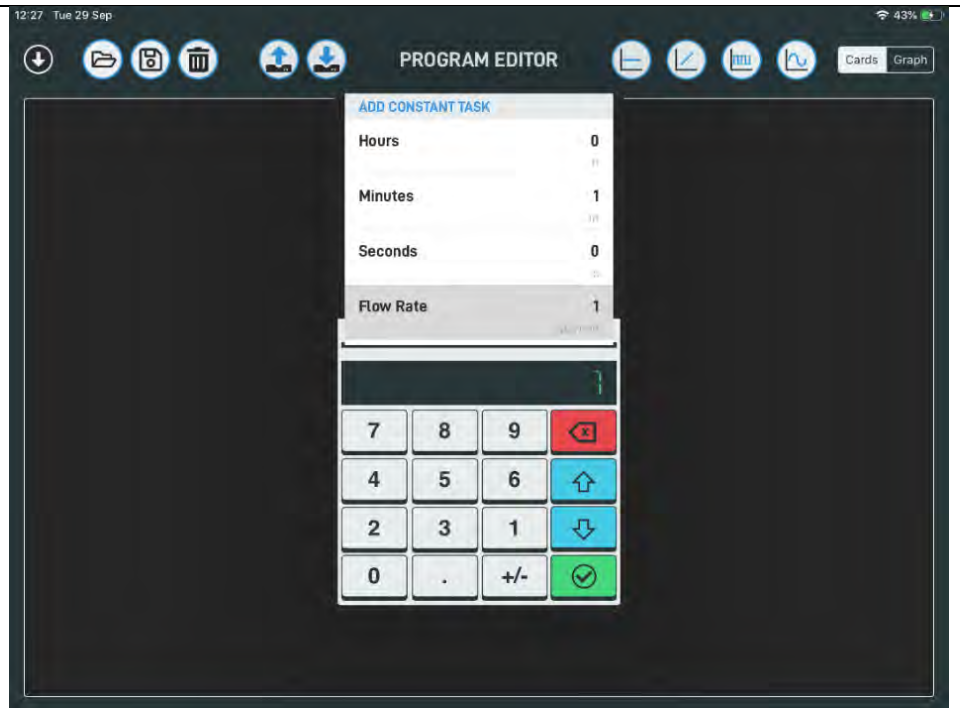 12:27 Tue 29 Sep 43%
PROGRAM EDITOR Cards Graph
ADD CONSTANT TASK
Hours 0
Minutes 1
m
Seconds 0
Flow Rate 1
7 8 9
4 5 6
2 3 1
0 . +/-